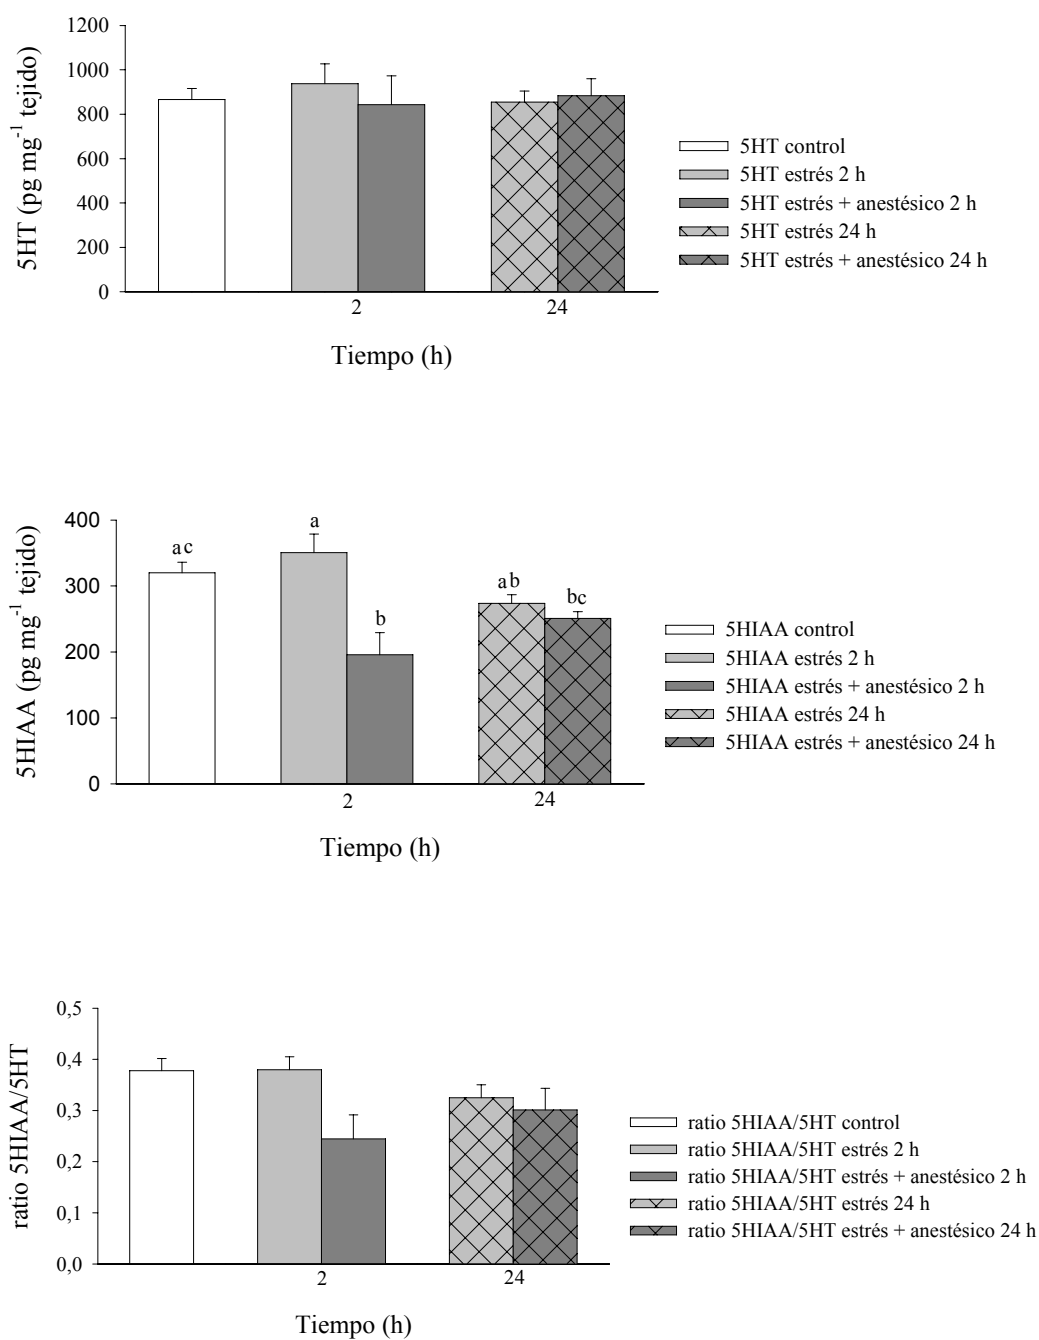 5HT (pg mg-1 tejido)
1200
1000
800
600
400
200
0
2
24
Tiempo (h)
5HT control
5HT estrés 2 h
5HT estrés + anestésico 2 h
5HT estrés 24 h
5HT estrés + anestésico 24 h
5HIAA (pg mg-1 tejido)
400
300
200
100
0
ac
a
b
ab
bc
2
24
Tiempo (h)
5HIAA control
5HIAA estrés 2 h
5HIAA estrés + anestésico 2 h
5HIAA estrés 24 h
5HIAA estrés + anestésico 24 h
ratio 5HIAA/5HT
0,5
0,4
0,3
0,2
0,1
0,0
2
24
Tiempo (h)
ratio 5HIAA/5HT control
ratio 5HIAA/5HT estrés 2 h
ratio 5HIAA/5HT estrés + anestésico 2 h
ratio 5HIAA/5HT estrés 24 h
ratio 5HIAA/5HT estrés + anestésico 24 h